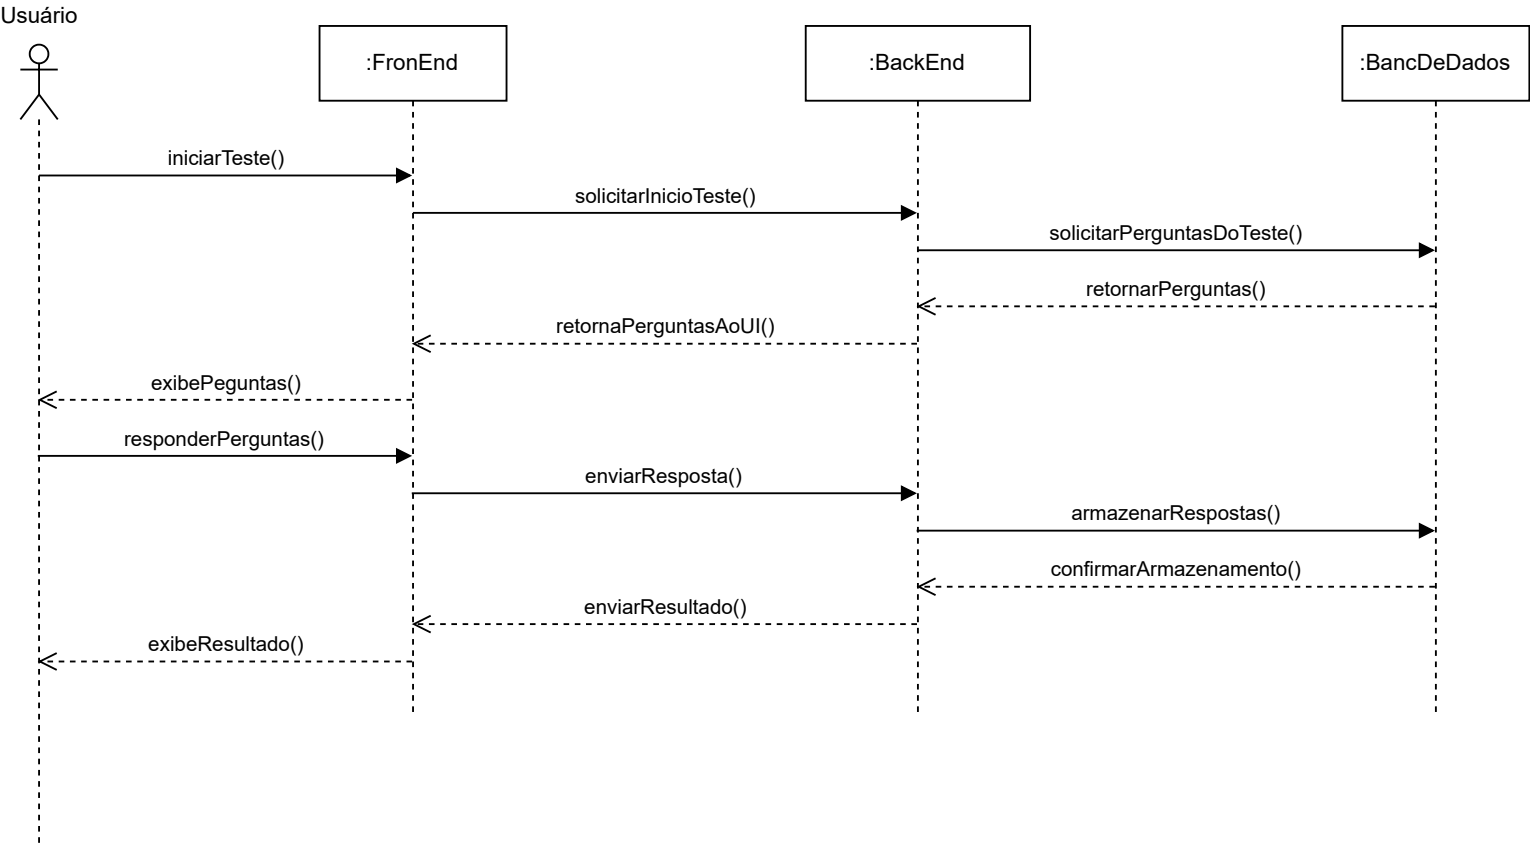 Usuário
:FronEnd
:BackEnd
:BancDeDados
iniciarTeste()
solicitarInicioTeste()
solicitarPerguntasDoTeste()
retornarPerguntas()
retornaPerguntasAoUI()
exibePeguntas()
responderPerguntas()
enviarResposta()
armazenarRespostas()
confirmarArmazenamento()
enviarResultado()
exibeResultado()